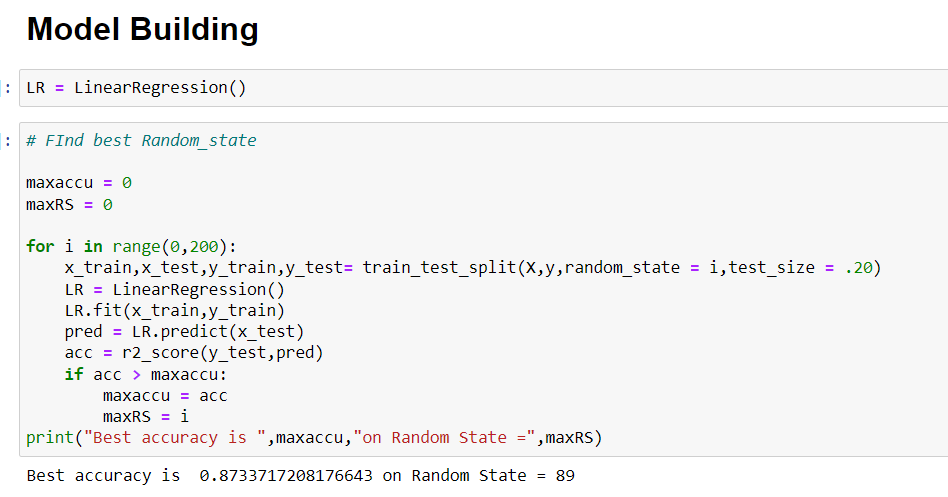 Model Building
]: LR = LinearRegression()
]: # FInd best Random_state
maxaccu = 0
maxRS = 0
for i in range(0,200):
    x_train,x_test,y_train,y_test= train_test_split(X,y,random_state = i,test_size = .20)
    LR = LinearRegression()
    LR.fit(x_train,y_train)
    pred = LR.predict(x_test)
    acc = r2_score(y_test,pred)
    if acc > maxaccu:
        maxaccu = acc
        maxRS = i
print("Best accuracy is ",maxaccu,"on Random State =",maxRS)
Best accuracy is  0.8733717208176643 on Random State = 89